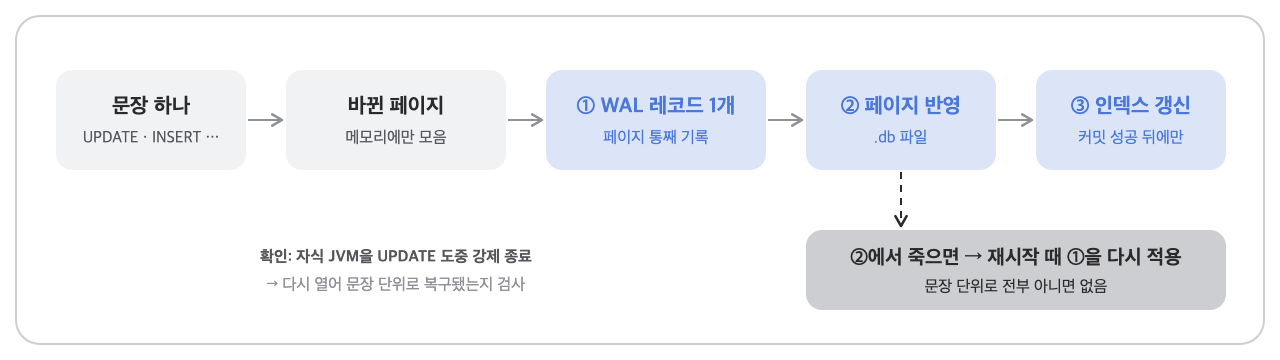 문장 하나
UPDATE · INSERT ···
바뀐 페이지
메모리에만 모음
① WAL 레코드 1개
페이지 통째 기록
② 페이지 반영
.db 파일
③ 인덱스 갱신
커밋 성공 뒤에만
확인: 자식 JVM을 UPDATE 도중 강제 종료
→ 다시 열어 문장 단위로 복구됐는지 검사
②에서 죽으면 → 재시작 때 ①을 다시 적용
문장 단위로 전부 아니면 없음